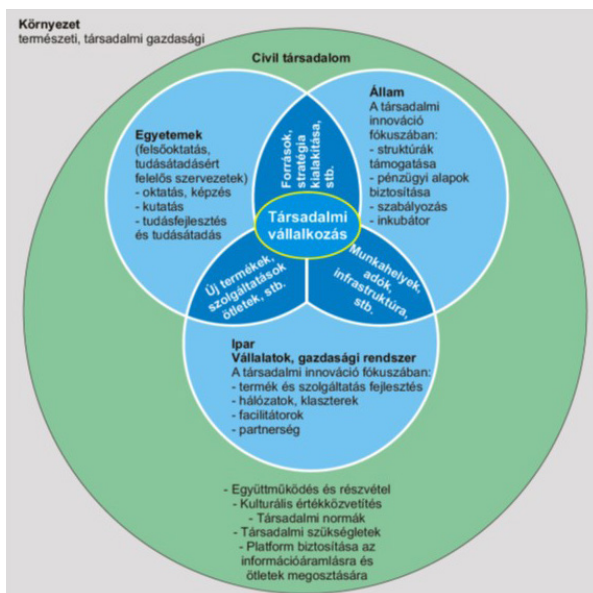 Környezet
természeti, társadalmi gazdasági
Civil társadalom
Egyetemek
(felsőoktatás,
tudásátadásért
felelős szervezetek)
- oktatás, képzés
- kutatás
- tudásfejlesztés
és tudásátadás
Források,
stratégia
kialakítása,
stb.
Állam
A társadalmi
innováció
fókuszában:
- struktúrák
támogatása
- pénzügyi alapok
biztosítása
- szabályozás
- inkubátor
Társadalmi
vállalkozás
Új termékek,
szolgáltatások
ötletek, stb.
Munkahelyek,
adók,
infrastruktúra,
stb.
Ipar
Vállalatok, gazdasági rendszer
A társadalmi innováció fókuszában:
- termék és szolgáltatás fejlesztés
- hálózatok, klaszterek
- facilitátorok
- partnerség
- Együttműködés és részvétel
- Kulturális értékközvetítés
- Társadalmi normák
- Társadalmi szükségletek
- Platform biztosítása az
információáramlásra és
ötletek megosztására